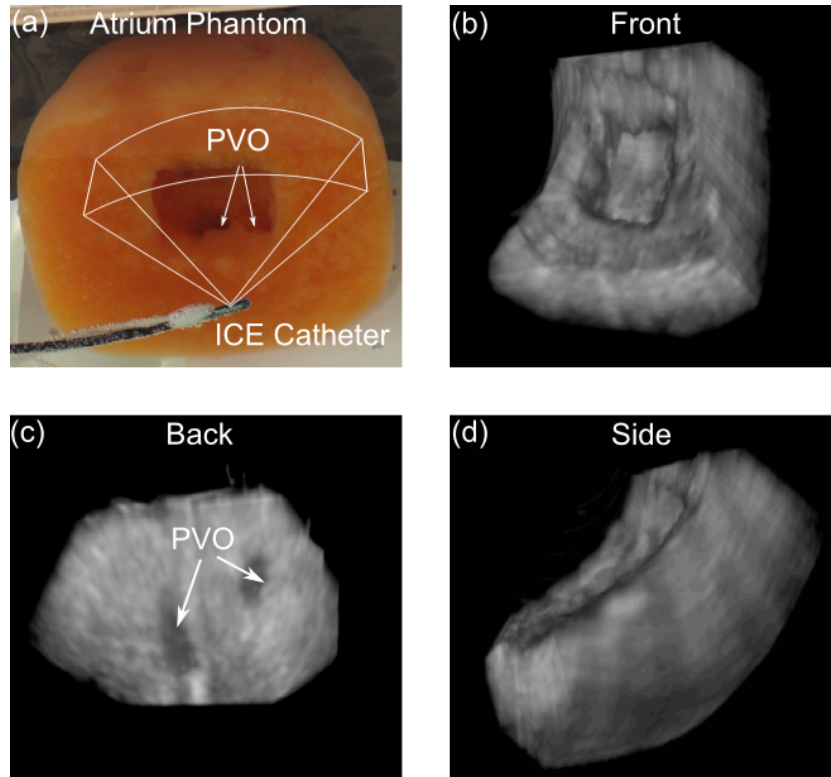 (a) Atrium Phantom
PVO
ICE Catheter
(b) Front
(c) Back
PVO
(d) Side